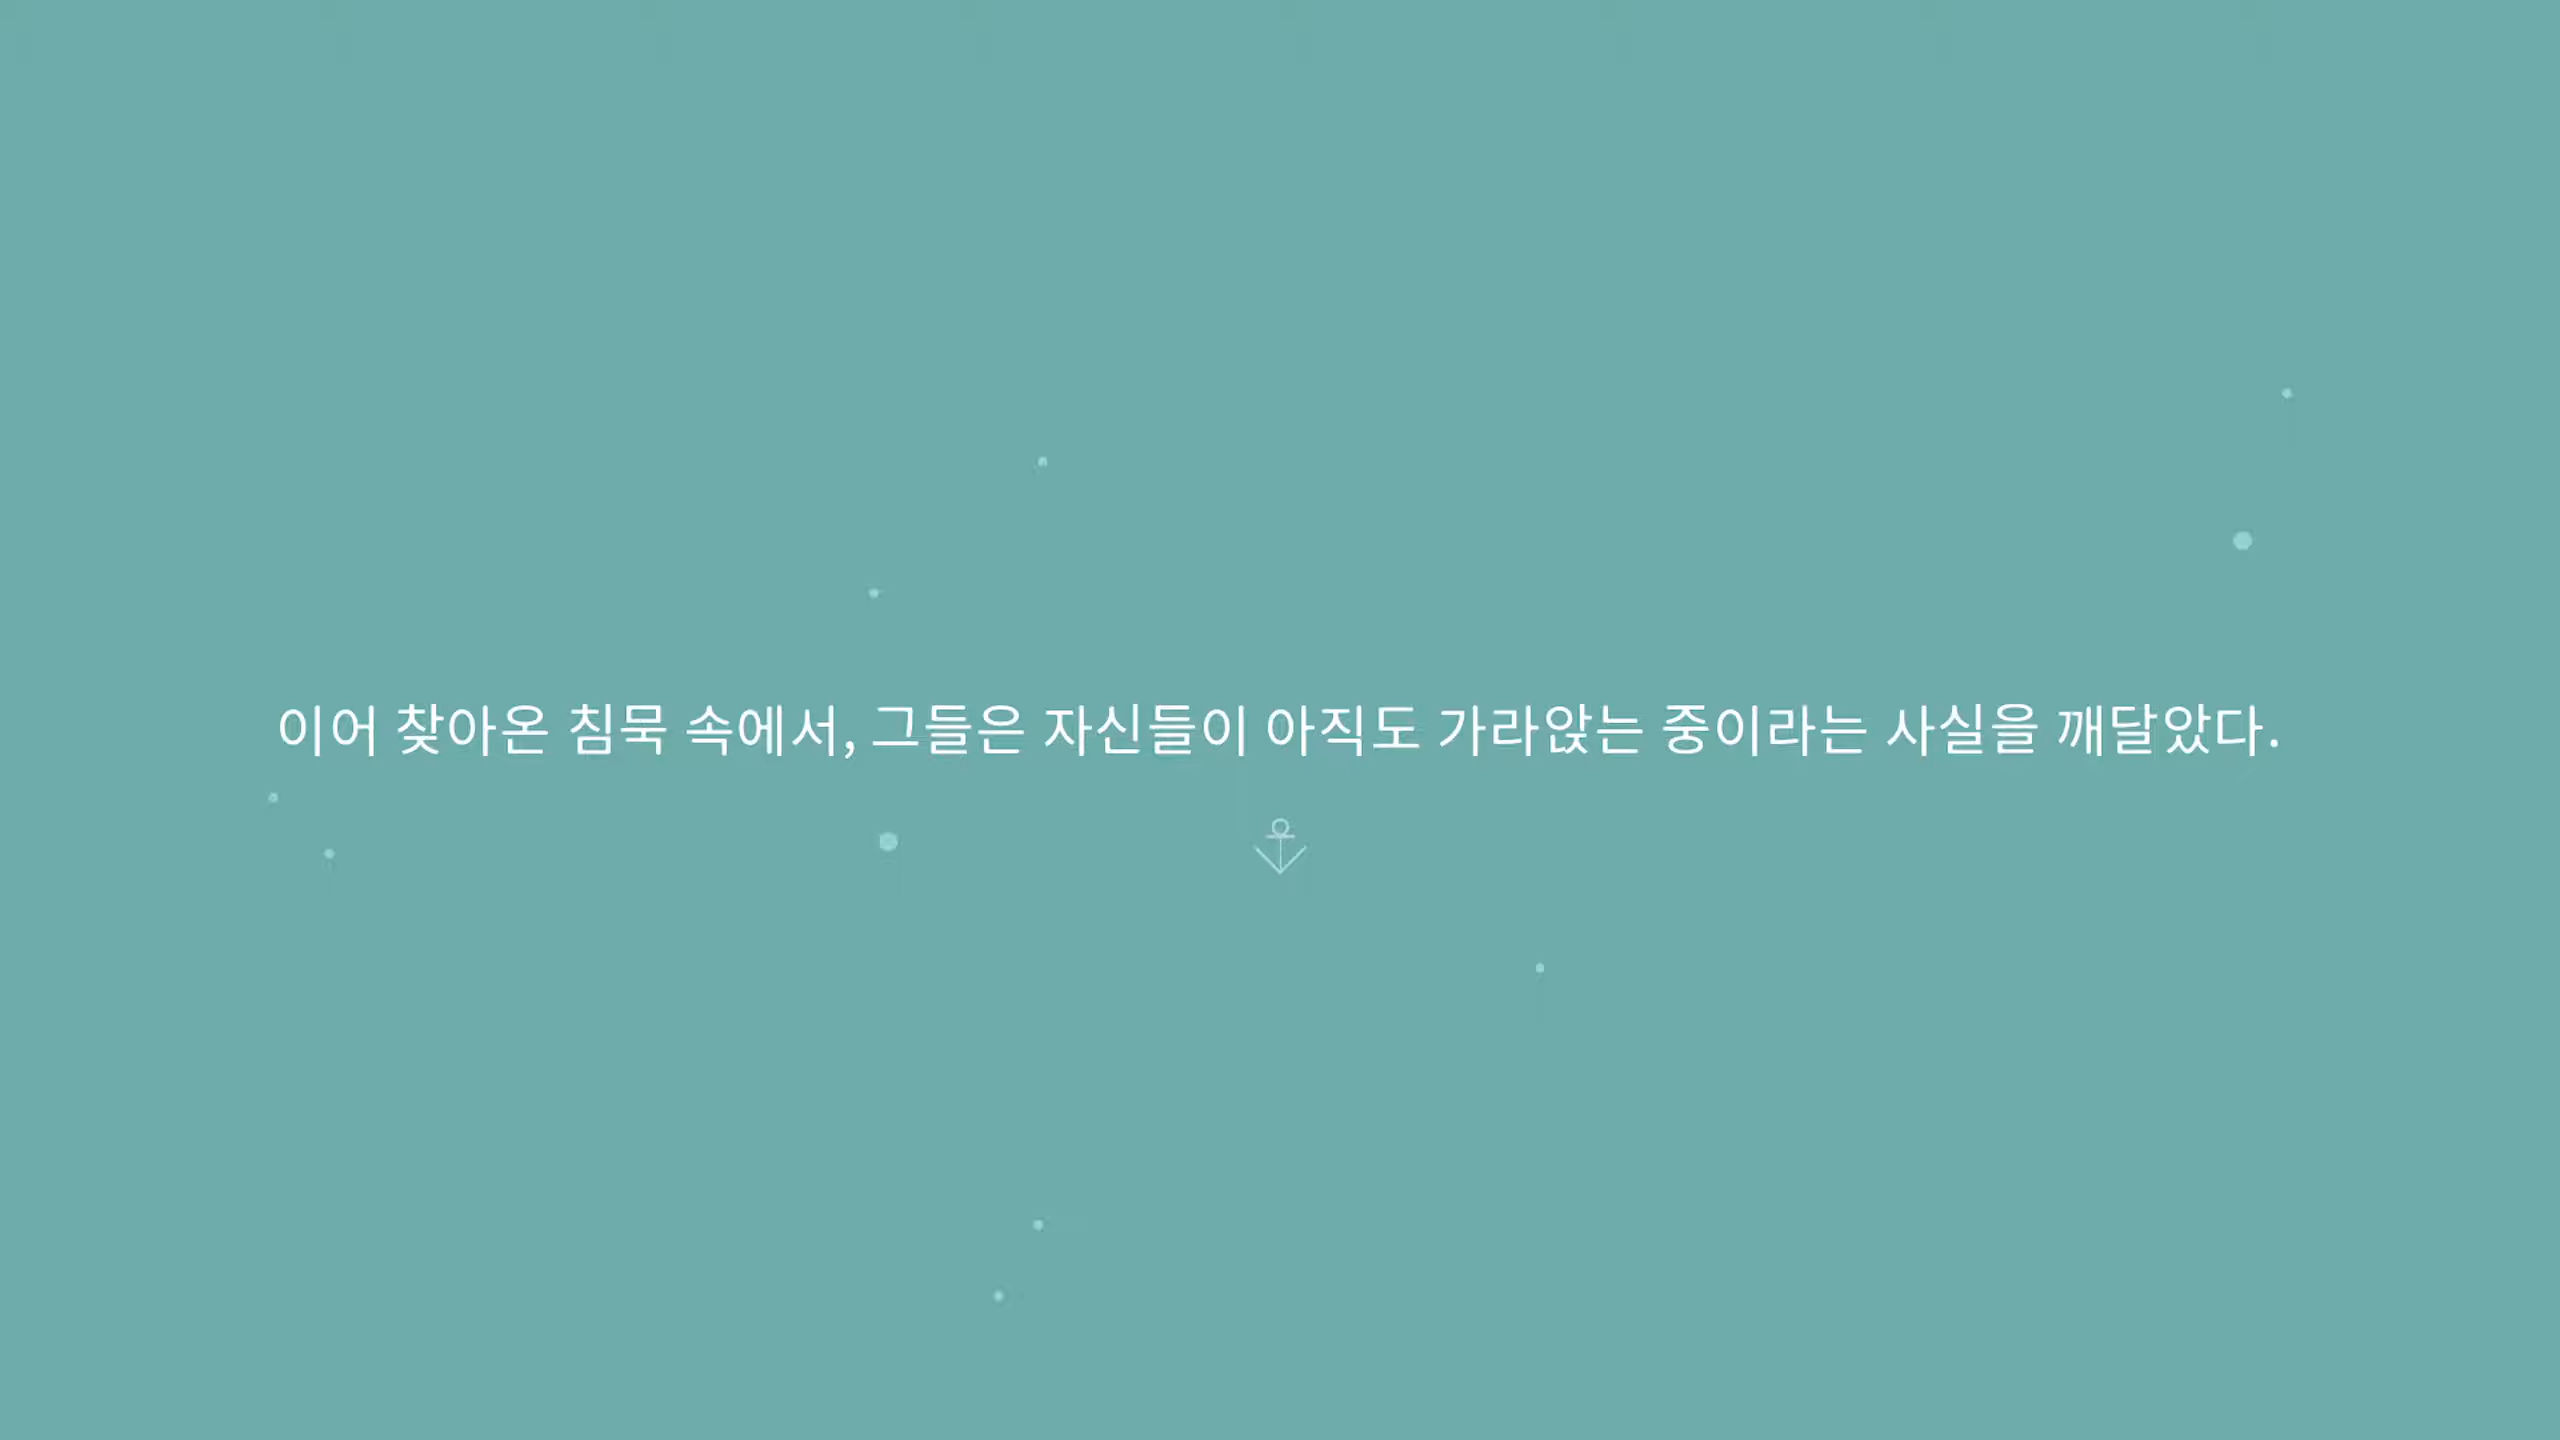 이어 찾아온 침묵 속에서, 그들은 자신들이 아직도 가라앉는 중이라는 사실을 깨달았다.